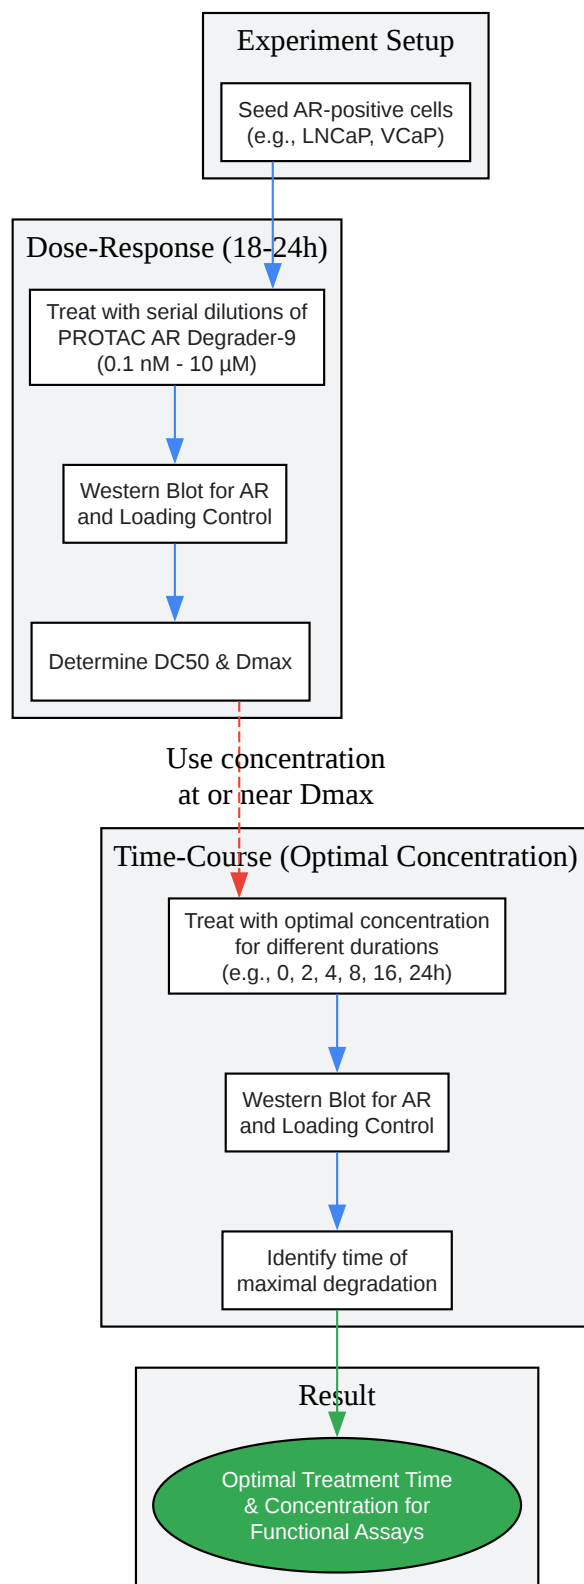 Experiment Setup
Seed AR-positive cells
(e.g., LNCaP, VCaP)
Dose-Response (18-24h)
Treat with serial dilutions of
PROTAC AR Degrader-9
(0.1 nM - 10 µM)
Western Blot for AR
and Loading Control
Determine DC50 & Dmax
Use concentration
at or near Dmax
Time-Course (Optimal Concentration)
Treat with optimal concentration
for different durations
(e.g., 0, 2, 4, 8, 16, 24h)
Western Blot for AR
and Loading Control
Identify time of
maximal degradation
Result
Optimal Treatment Time
& Concentration for
Functional Assays